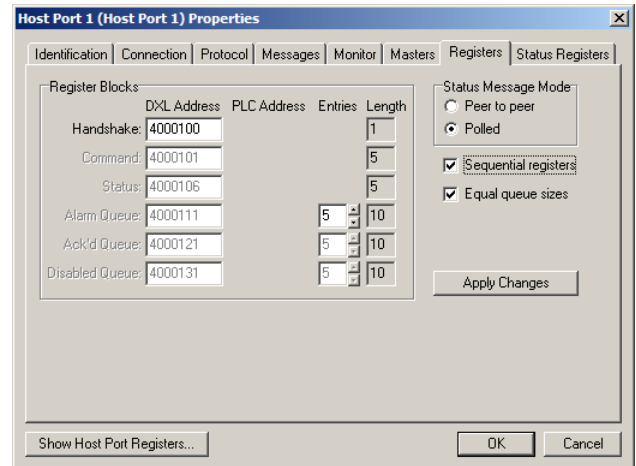 Host Port 1 (Host Port 1) Properties
Identification Connection Protocol Messages Monitor Masters Registers Status Registers
Register Blocks
DXL Address PLC Address Entries Length
Handshake: 4000100 1
Command: 4000101 5
Status: 4000106 5
Alarm Queue: 4000111 5 10
Ack'd Queue: 4000121 5 10
Disabled Queue: 4000131 5 10
Status Message Mode
Peer to peer
Polled
Sequential registers
Equal queue sizes
Apply Changes
Show Host Port Registers... OK Cancel